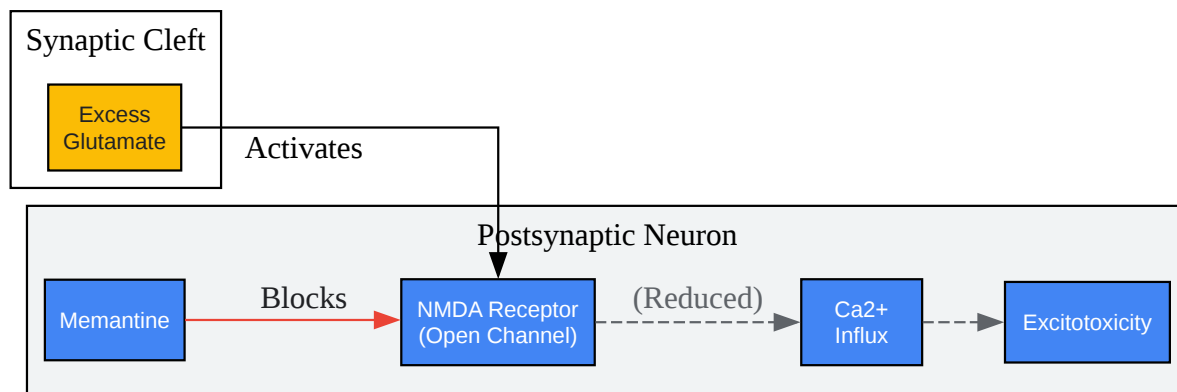 Synaptic Cleft
Excess
Glutamate
Activates
Postsynaptic Neuron
Memantine
Blocks
NMDA Receptor
(Open Channel)
(Reduced)
Ca2+
Influx
Excitotoxicity